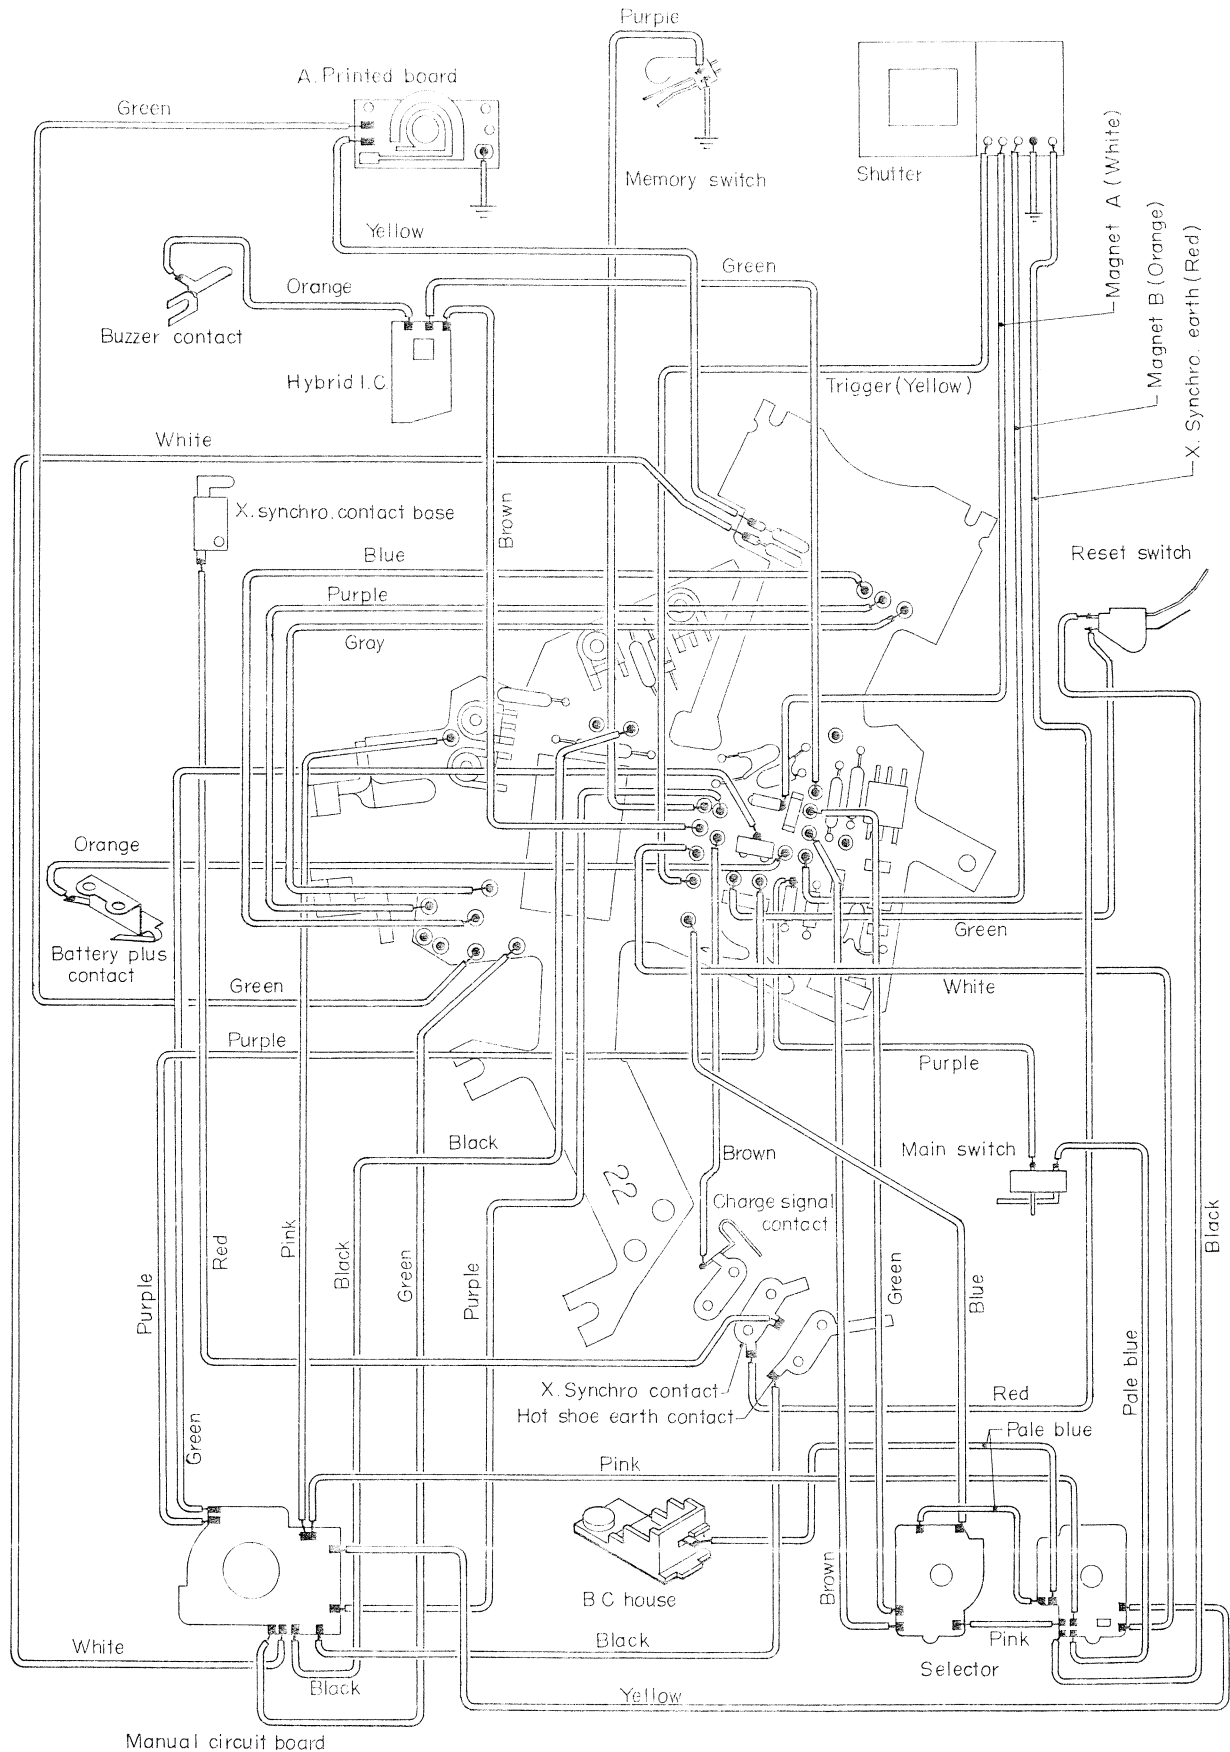 Purple
A. Printed board
Green
Memory switch
Shutter
Magnet A (White)
Magnet B (Orange)
X. Synchro. earth (Red)
Yellow
Green
Orange
Buzzer contact
Hybrid I.C.
Trigger (Yellow)
White
X. synchro. contact base
Brown
Blue
Reset switch
Purple
Gray
Orange
Battery plus
contact
Green
Green
White
Purple
Purple
Black
Brown
Main switch
22
Charge signal
contact
Black
Red
Pink
Black
Green
Purple
Purple
Green
Blue
Pale blue
X. Synchro contact
Hot shoe earth contact
Red
Green
Pale blue
Pink
B C house
Brown
White
Black
Black
Pink
Selector
Yellow
Manual circuit board